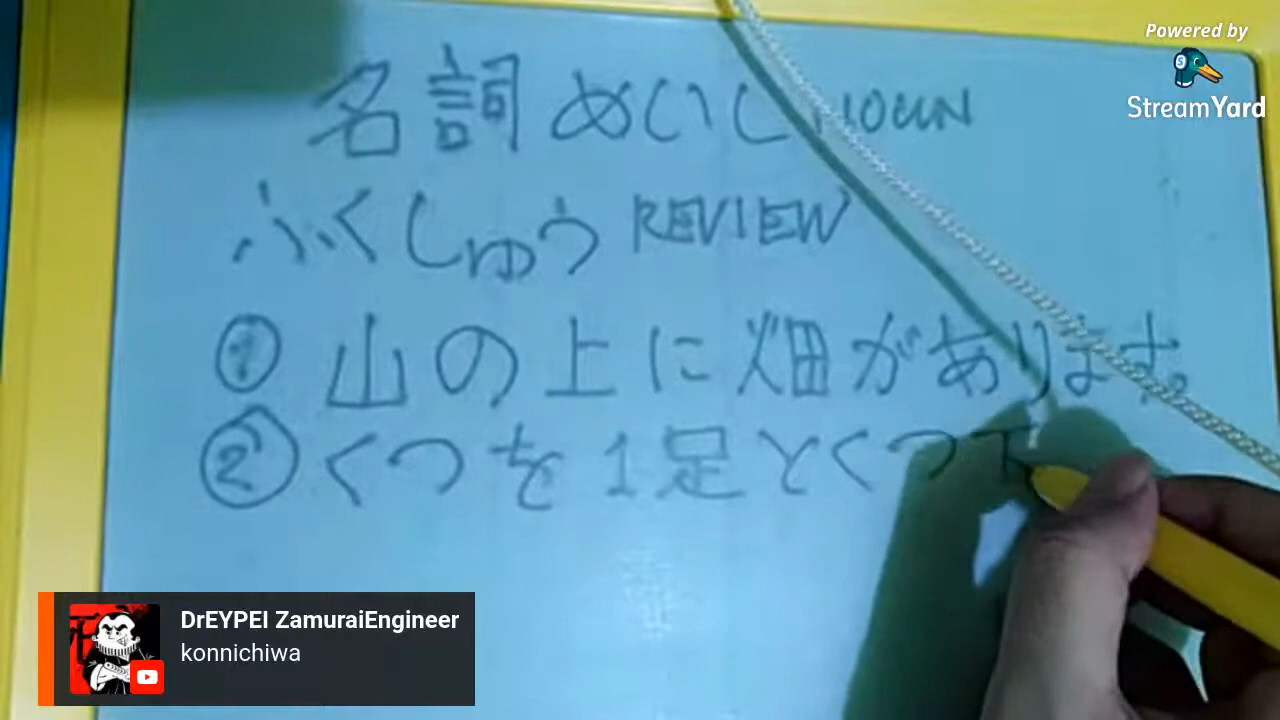 Powered by
StreamYard
名詞 めいし NOUN
ふくしゅう REVIEW
① 山の上に畑があります。
② くつを1足とくつ下
DrEYPEI ZamuraiEngineer
konnichiwa